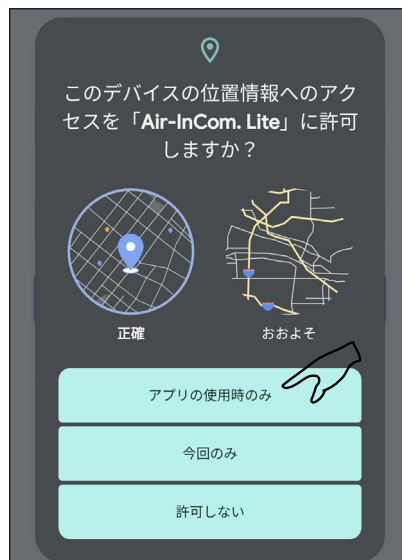 このデバイスの位置情報へのアク
セスを「Air-InCom. Lite」に許可
しますか？
正確
おおよそ
アプリの使用時のみ
今回のみ
許可しない